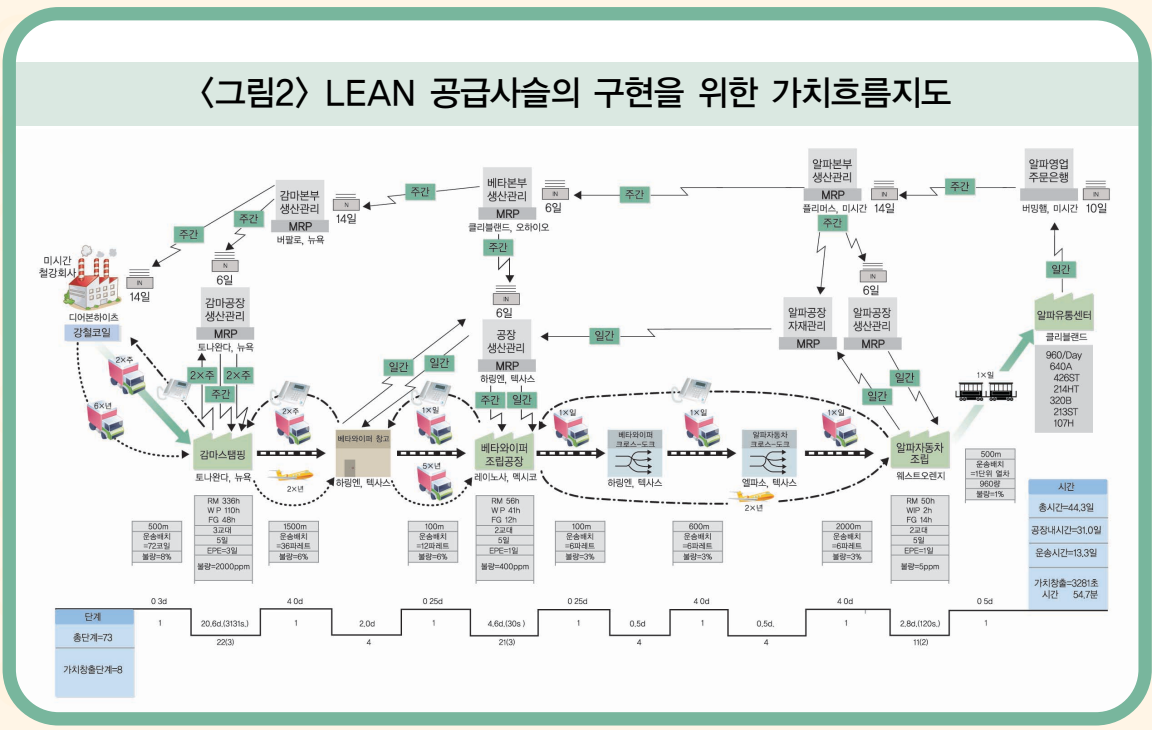 〈그림2〉 LEAN 공급사슬의 구현을 위한 가치흐름지도
감마본부
생산관리
MRP
버팔로, 뉴욕
IN
14일
주간
베타본부
생산관리
MRP
클리블랜드, 오하이오
IN
6일
주간
알파본부
생산관리
MRP
플리머스, 미시간
IN
14일
주간
알파영업
주문은행
버밍햄, 미시간
IN
10일
주간
주간
주간
주간
일간
미시간
철강회사
디어본하이츠
강철코일
IN
14일
IN
6일
감마공장
생산관리
MRP
토나완다, 뉴욕
2×주
2×주
주간
IN
6일
공장
생산관리
MRP
하링엔, 텍사스
주간
일간
일간
일간
일간
알파공장
자재관리
MRP
IN
6일
알파공장
생산관리
MRP
일간
일간
알파유통센터
클리블랜드
960/Day
640A
426ST
214HT
320B
213ST
107H
2×주
6×년
2×주
2×년
1×일
5×년
1×일
1×일
1×일
2×년
1×일
감마스탬핑
토나완다, 뉴욕
베타와이퍼 창고
하링엔, 텍사스
베타와이퍼
조립공장
레이노사, 멕시코
베타와이퍼
크로스-도크
하링엔, 텍사스
알파자동차
크로스-도크
엘파소, 텍사스
알파자동차
조립
웨스트오렌지
500m
운송배치
=72코일
불량=8%
RM 336h
W P 110h
FG 48h
3교대
5일
EPE=3일
불량=2000ppm
1500m
운송배치
=36파레트
불량=6%
100m
운송배치
=12파레트
불량=6%
RM 56h
W P 41h
FG 12h
2교대
5일
EPE=1일
불량=400ppm
100m
운송배치
=6파레트
불량=3%
600m
운송배치
=6파레트
불량=3%
2000m
운송배치
=6파레트
불량=3%
RM 50h
WIP 2h
FG 14h
2교대
5일
EPE=1일
불량=5ppm
500m
운송배치
=1단위 열차
960량
불량=1%
시간
총시간=44.3일
공장내시간=31.0일
운송시간=13.3일
가치창출=3281초
시간 54.7분
단계
총단계=73
가치창출단계=8
0 3d
1
20.6d.(3131s.)
22(3)
4 0d
1
2.0d
4
0 25d
1
4.6d.(30s )
21(3)
0 25d
1
0.5d
4
4 0d
1
0.5d.
4
4 0d
1
2.8d.(120s.)
11(2)
0 5d
1